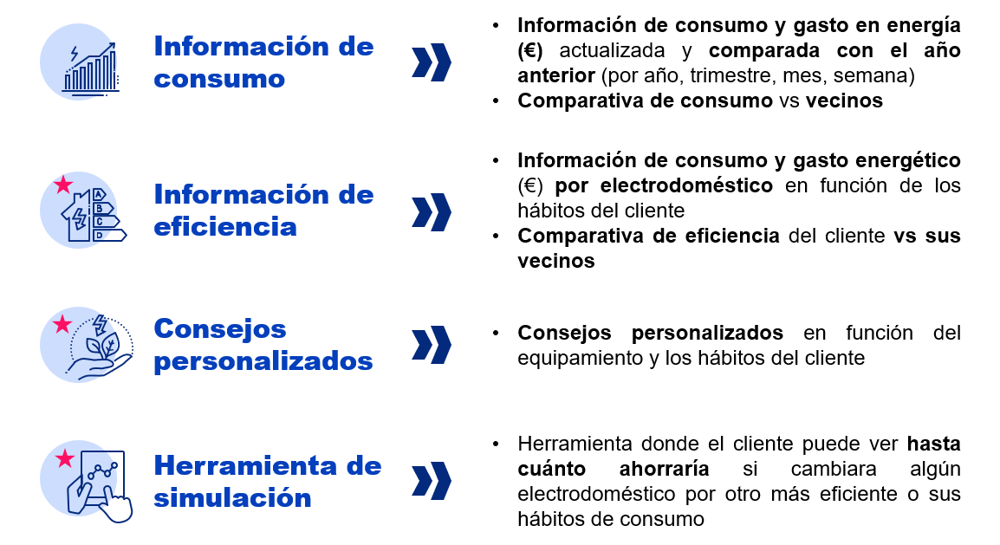 Información de
consumo
• Información de consumo y gasto en energía
(€) actualizada y comparada con el año
anterior (por año, trimestre, mes, semana)
• Comparativa de consumo vs vecinos
A
B
C
D
Información de
eficiencia
• Información de consumo y gasto energético
(€) por electrodoméstico en función de los
hábitos del cliente
• Comparativa de eficiencia del cliente vs sus
vecinos
Consejos
personalizados
• Consejos personalizados en función del
equipamiento y los hábitos del cliente
Herramienta de
simulación
• Herramienta donde el cliente puede ver hasta
cuánto ahorraría si cambiara algún
electrodoméstico por otro más eficiente o sus
hábitos de consumo